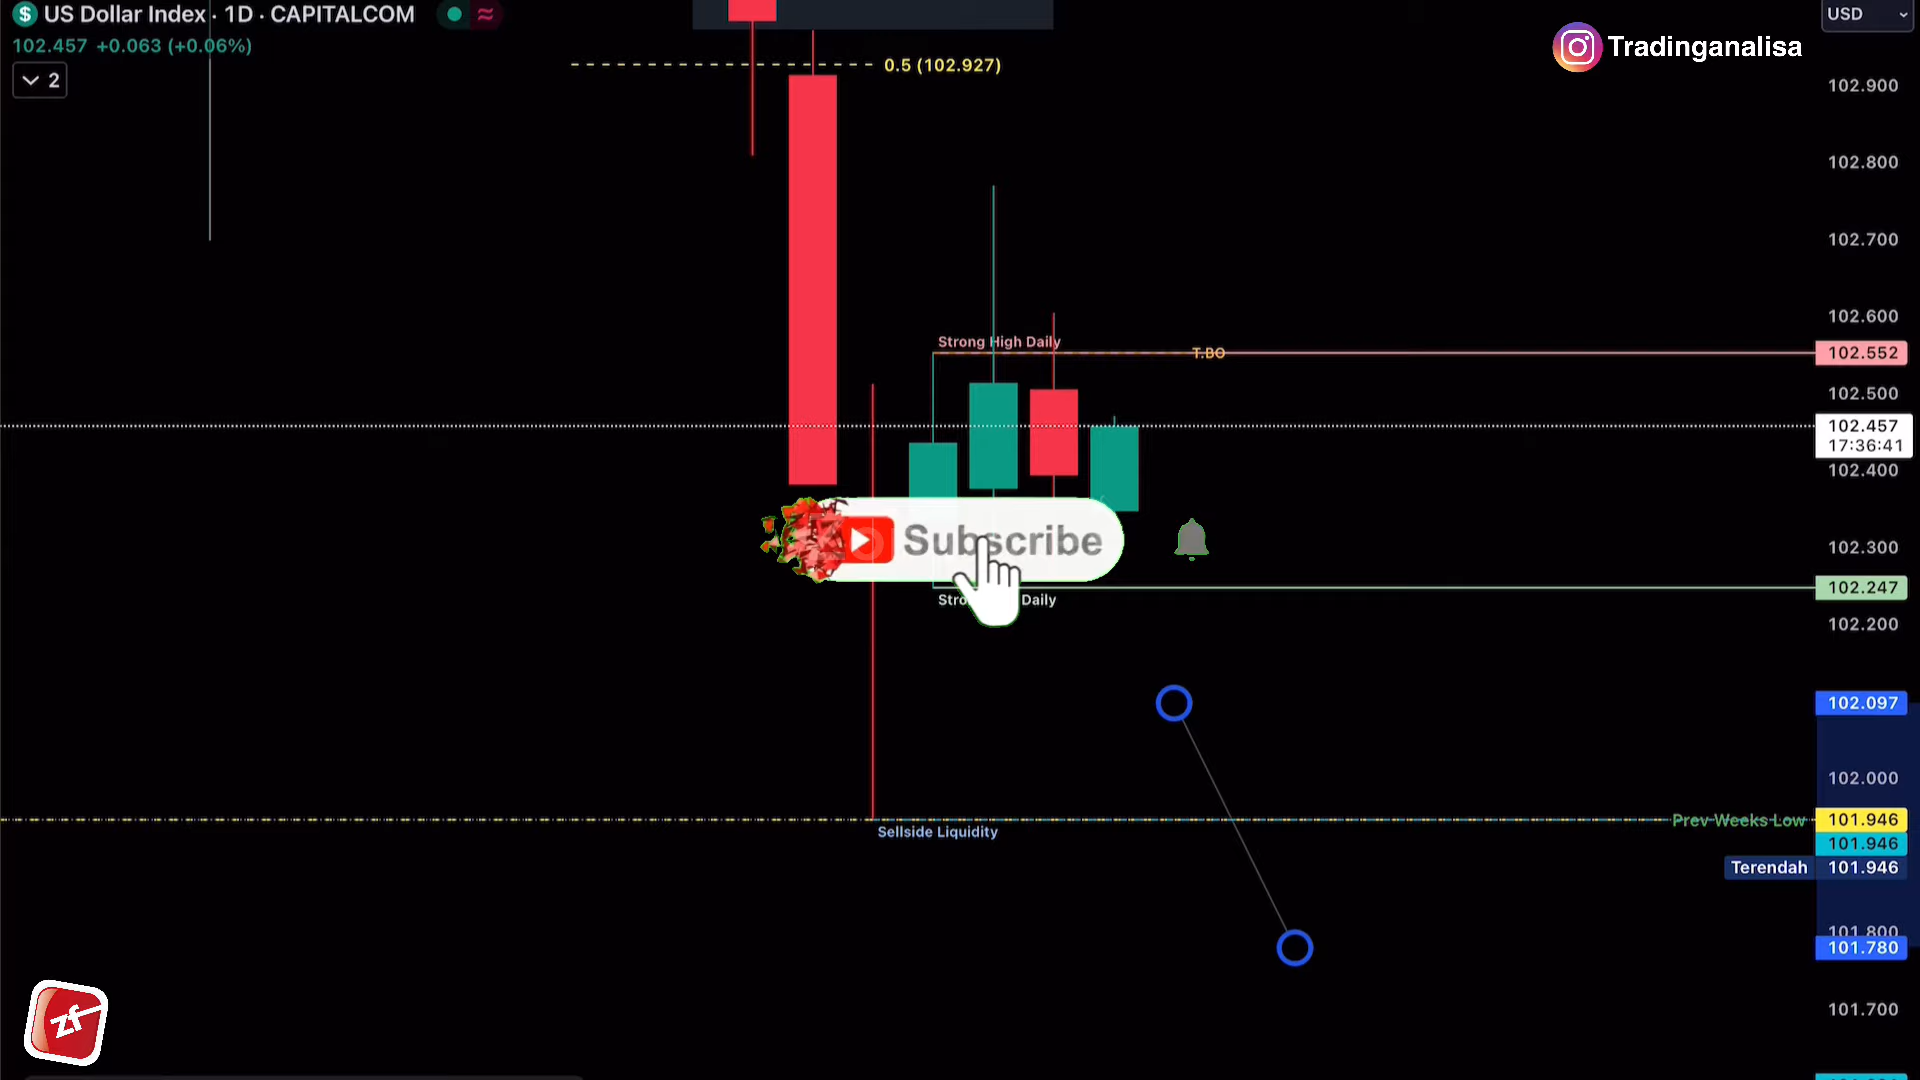 $ US Dollar Index · 1D · CAPITALCOM
102.457 +0.063 (+0.06%)
2
0.5 (102.927)
Tradinganalisa
USD
102.900
102.800
102.700
102.600
Strong High Daily
T.BO
102.552
102.500
102.457
17:36:41
102.400
Subscribe
102.300
102.247
Daily
102.200
102.097
102.000
Sellside Liquidity
Prev Weeks Low
101.946
101.946
Terendah 101.946
101.800
101.780
zf
101.700